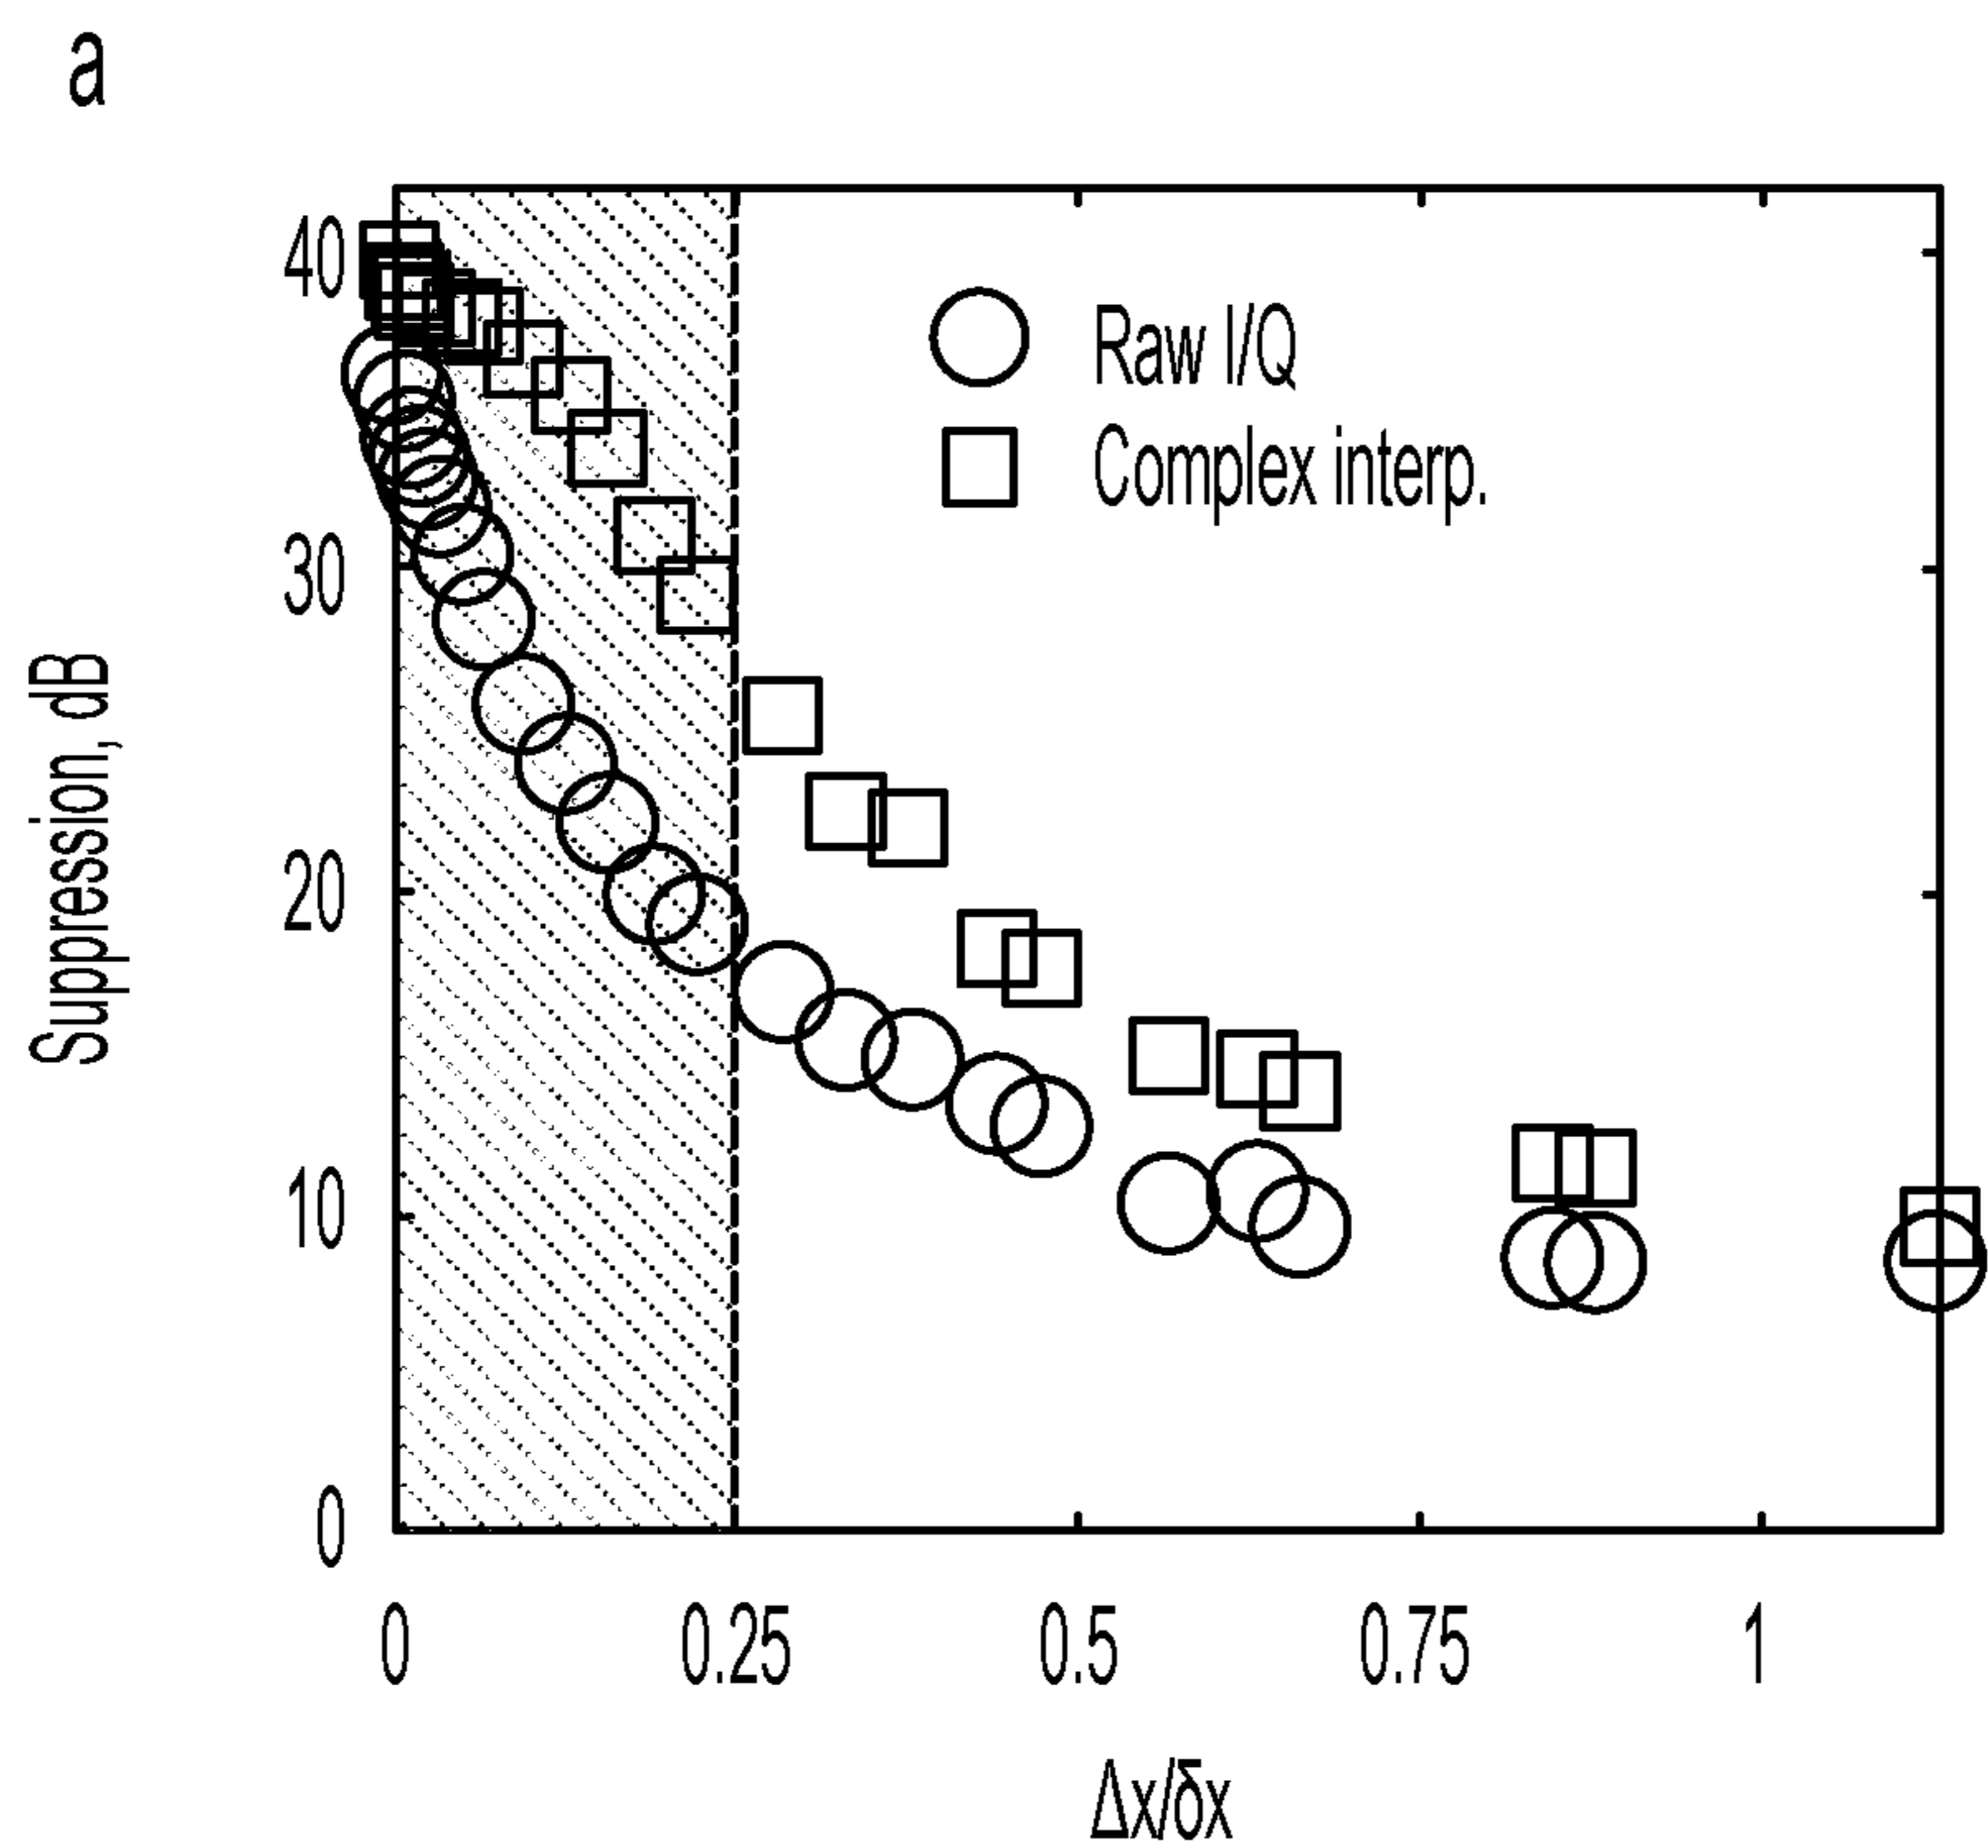 a
40
30
20
10
0
Suppression, dB
Raw I/Q
Complex interp.
0 0.25 0.5 0.75 1
Δx/δx